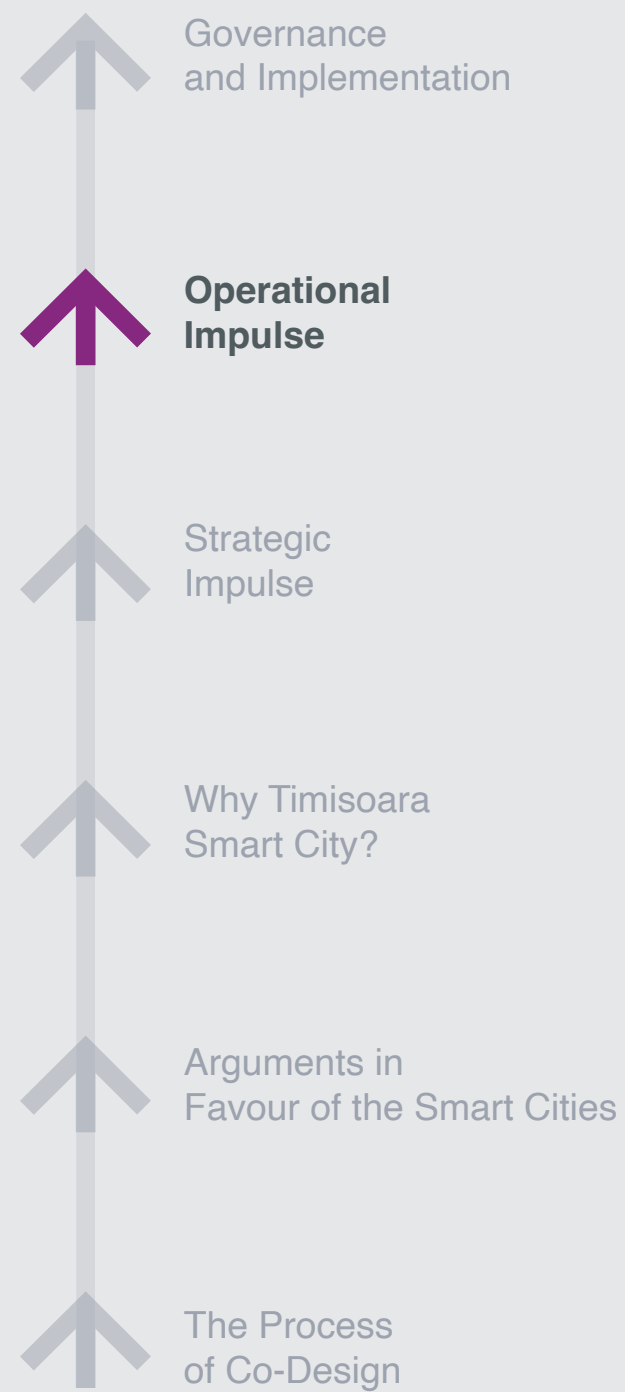 Governance
and Implementation
Operational
Impulse
Strategic
Impulse
Why Timisoara
Smart City?
Arguments in
Favour of the Smart Cities
The Process
of Co-Design